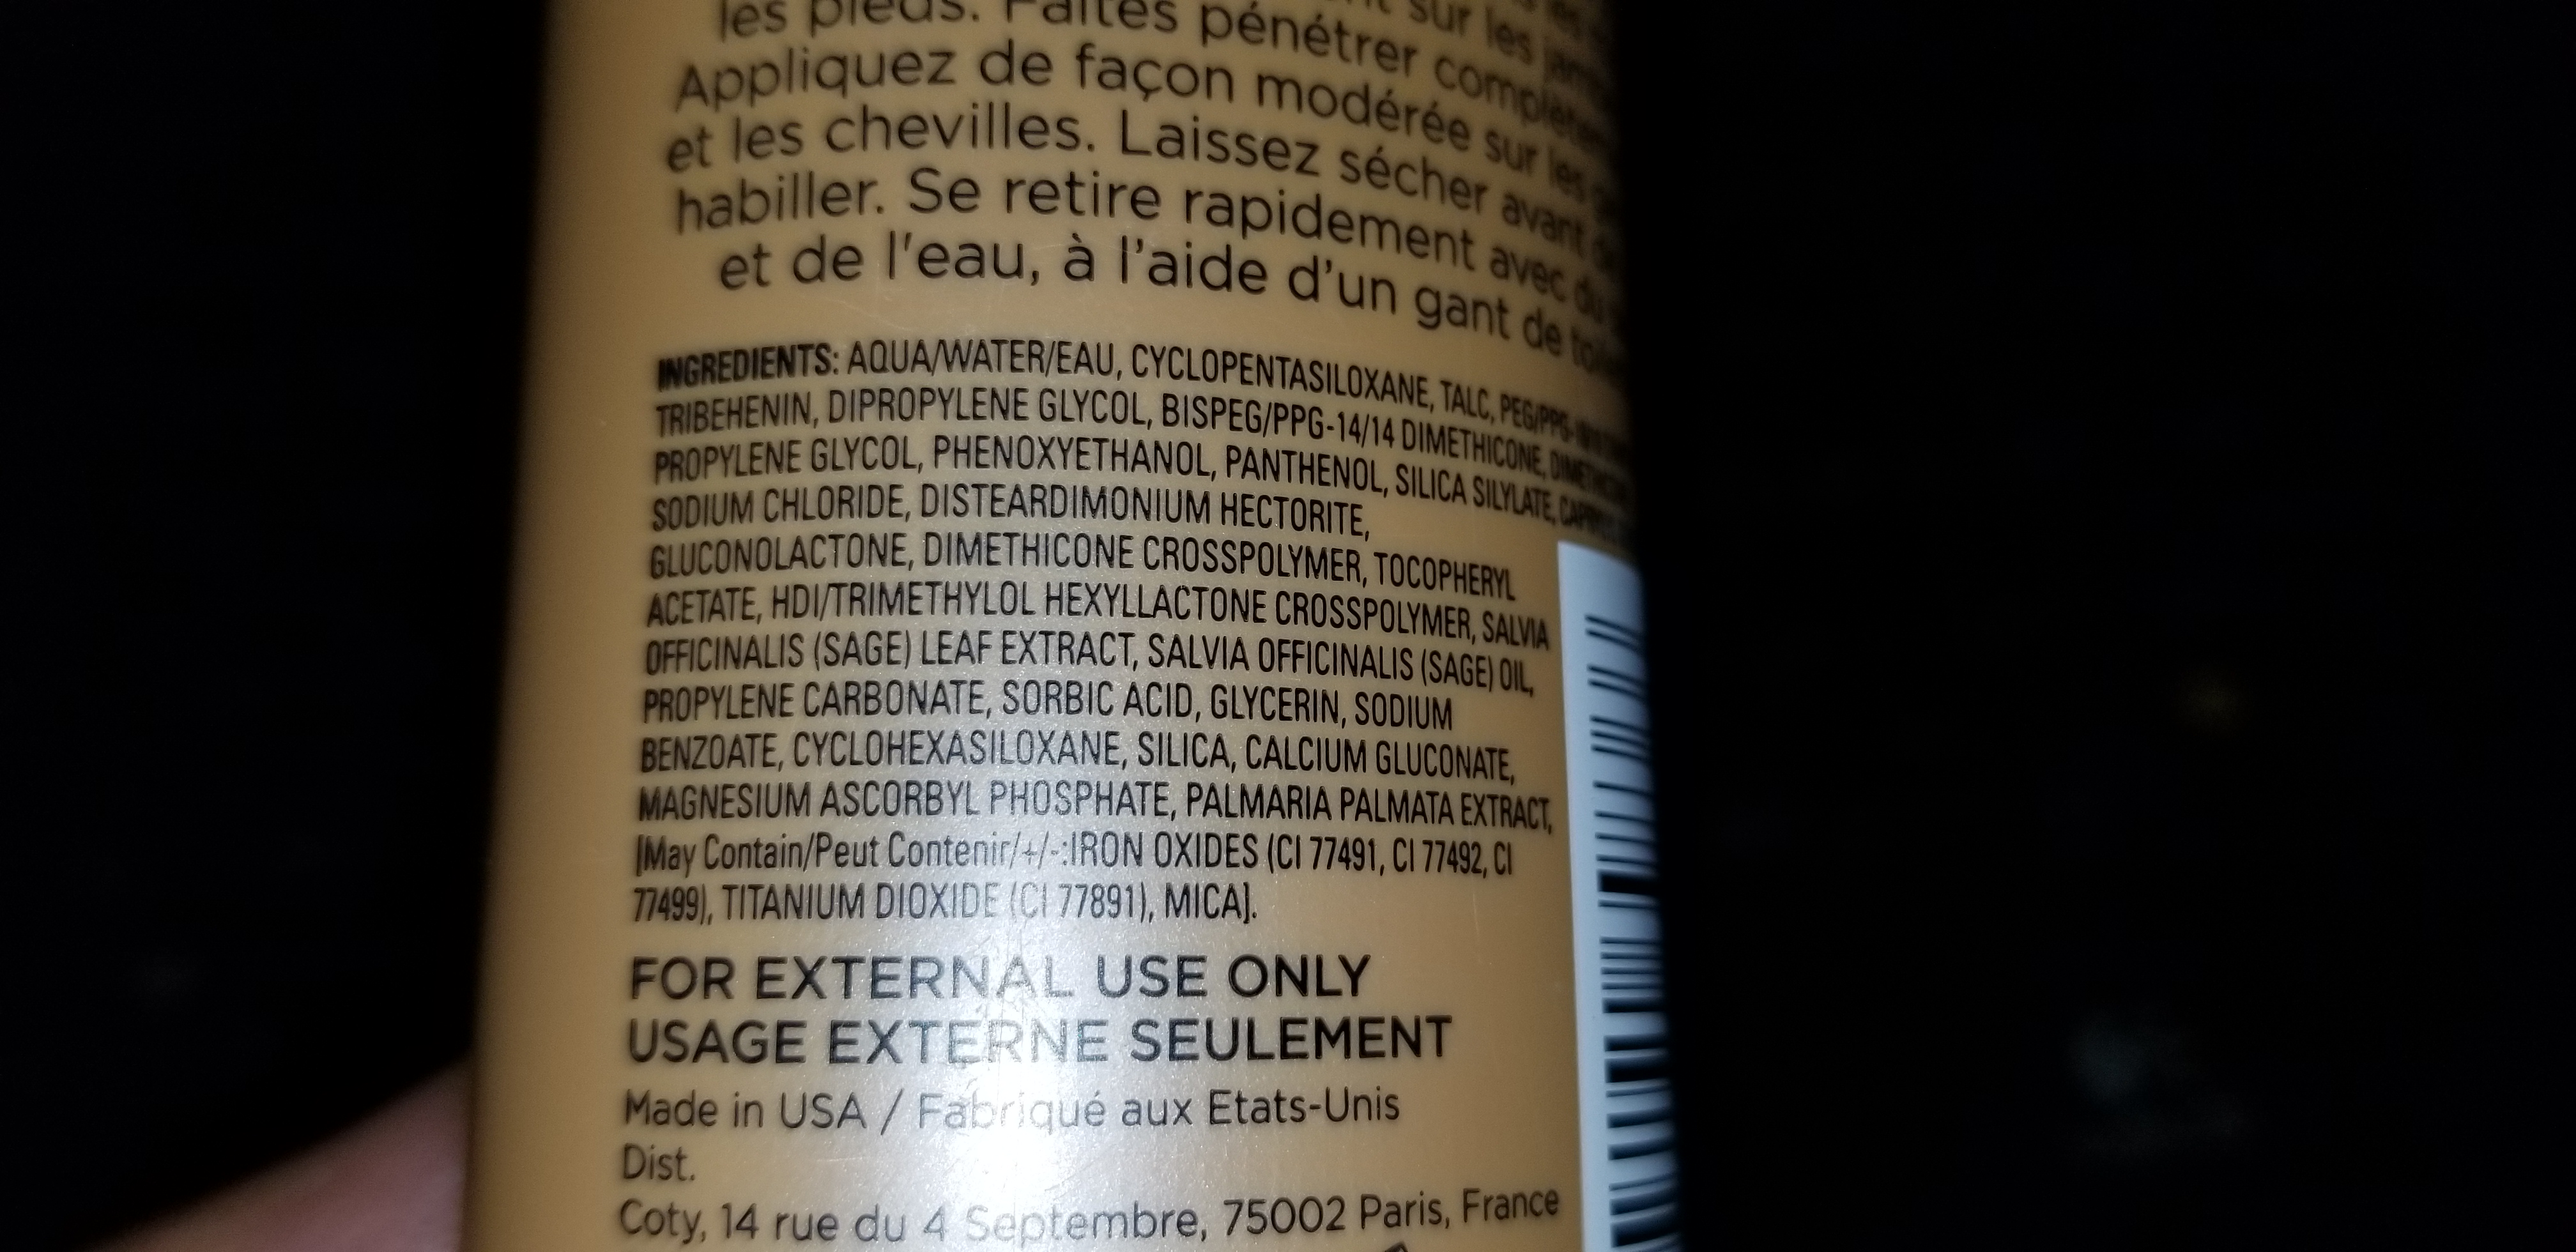 les pieds. Faites pénétrer sur les
Appliquez de façon modérée sur les
et les chevilles. Laissez sécher avant de
habiller. Se retire rapidement avec du
et de l'eau, à l'aide d'un gant de
INGREDIENTS: AQUA/WATER/EAU, CYCLOPENTASILOXANE, TALC,
TRIBEHENIN, DIPROPYLENE GLYCOL, BISPEG/PPG-14/14 DIMETHICONE,
PROPYLENE GLYCOL, PHENOXYETHANOL, PANTHENOL, SILICA SILYLATE,
SODIUM CHLORIDE, DISTEARDIMONIUM HECTORITE,
GLUCONOLACTONE, DIMETHICONE CROSSPOLYMER, TOCOPHERYL
ACETATE, HDI/TRIMETHYLOL HEXYLLACTONE CROSSPOLYMER, SALVIA
OFFICINALIS (SAGE) LEAF EXTRACT, SALVIA OFFICINALIS (SAGE) OIL,
PROPYLENE CARBONATE, SORBIC ACID, GLYCERIN, SODIUM
BENZOATE, CYCLOHEXASILOXANE, SILICA, CALCIUM GLUCONATE,
MAGNESIUM ASCORBYL PHOSPHATE, PALMARIA PALMATA EXTRACT,
[May Contain/Peut Contenir/+/-:IRON OXIDES (CI 77491, CI 77492, CI
77499), TITANIUM DIOXIDE (CI 77891), MICA].
FOR EXTERNAL USE ONLY
USAGE EXTERNE SEULEMENT
Made in USA / Fabriqué aux Etats-Unis
Dist.
Coty, 14 rue du 4 Septembre, 75002 Paris, France